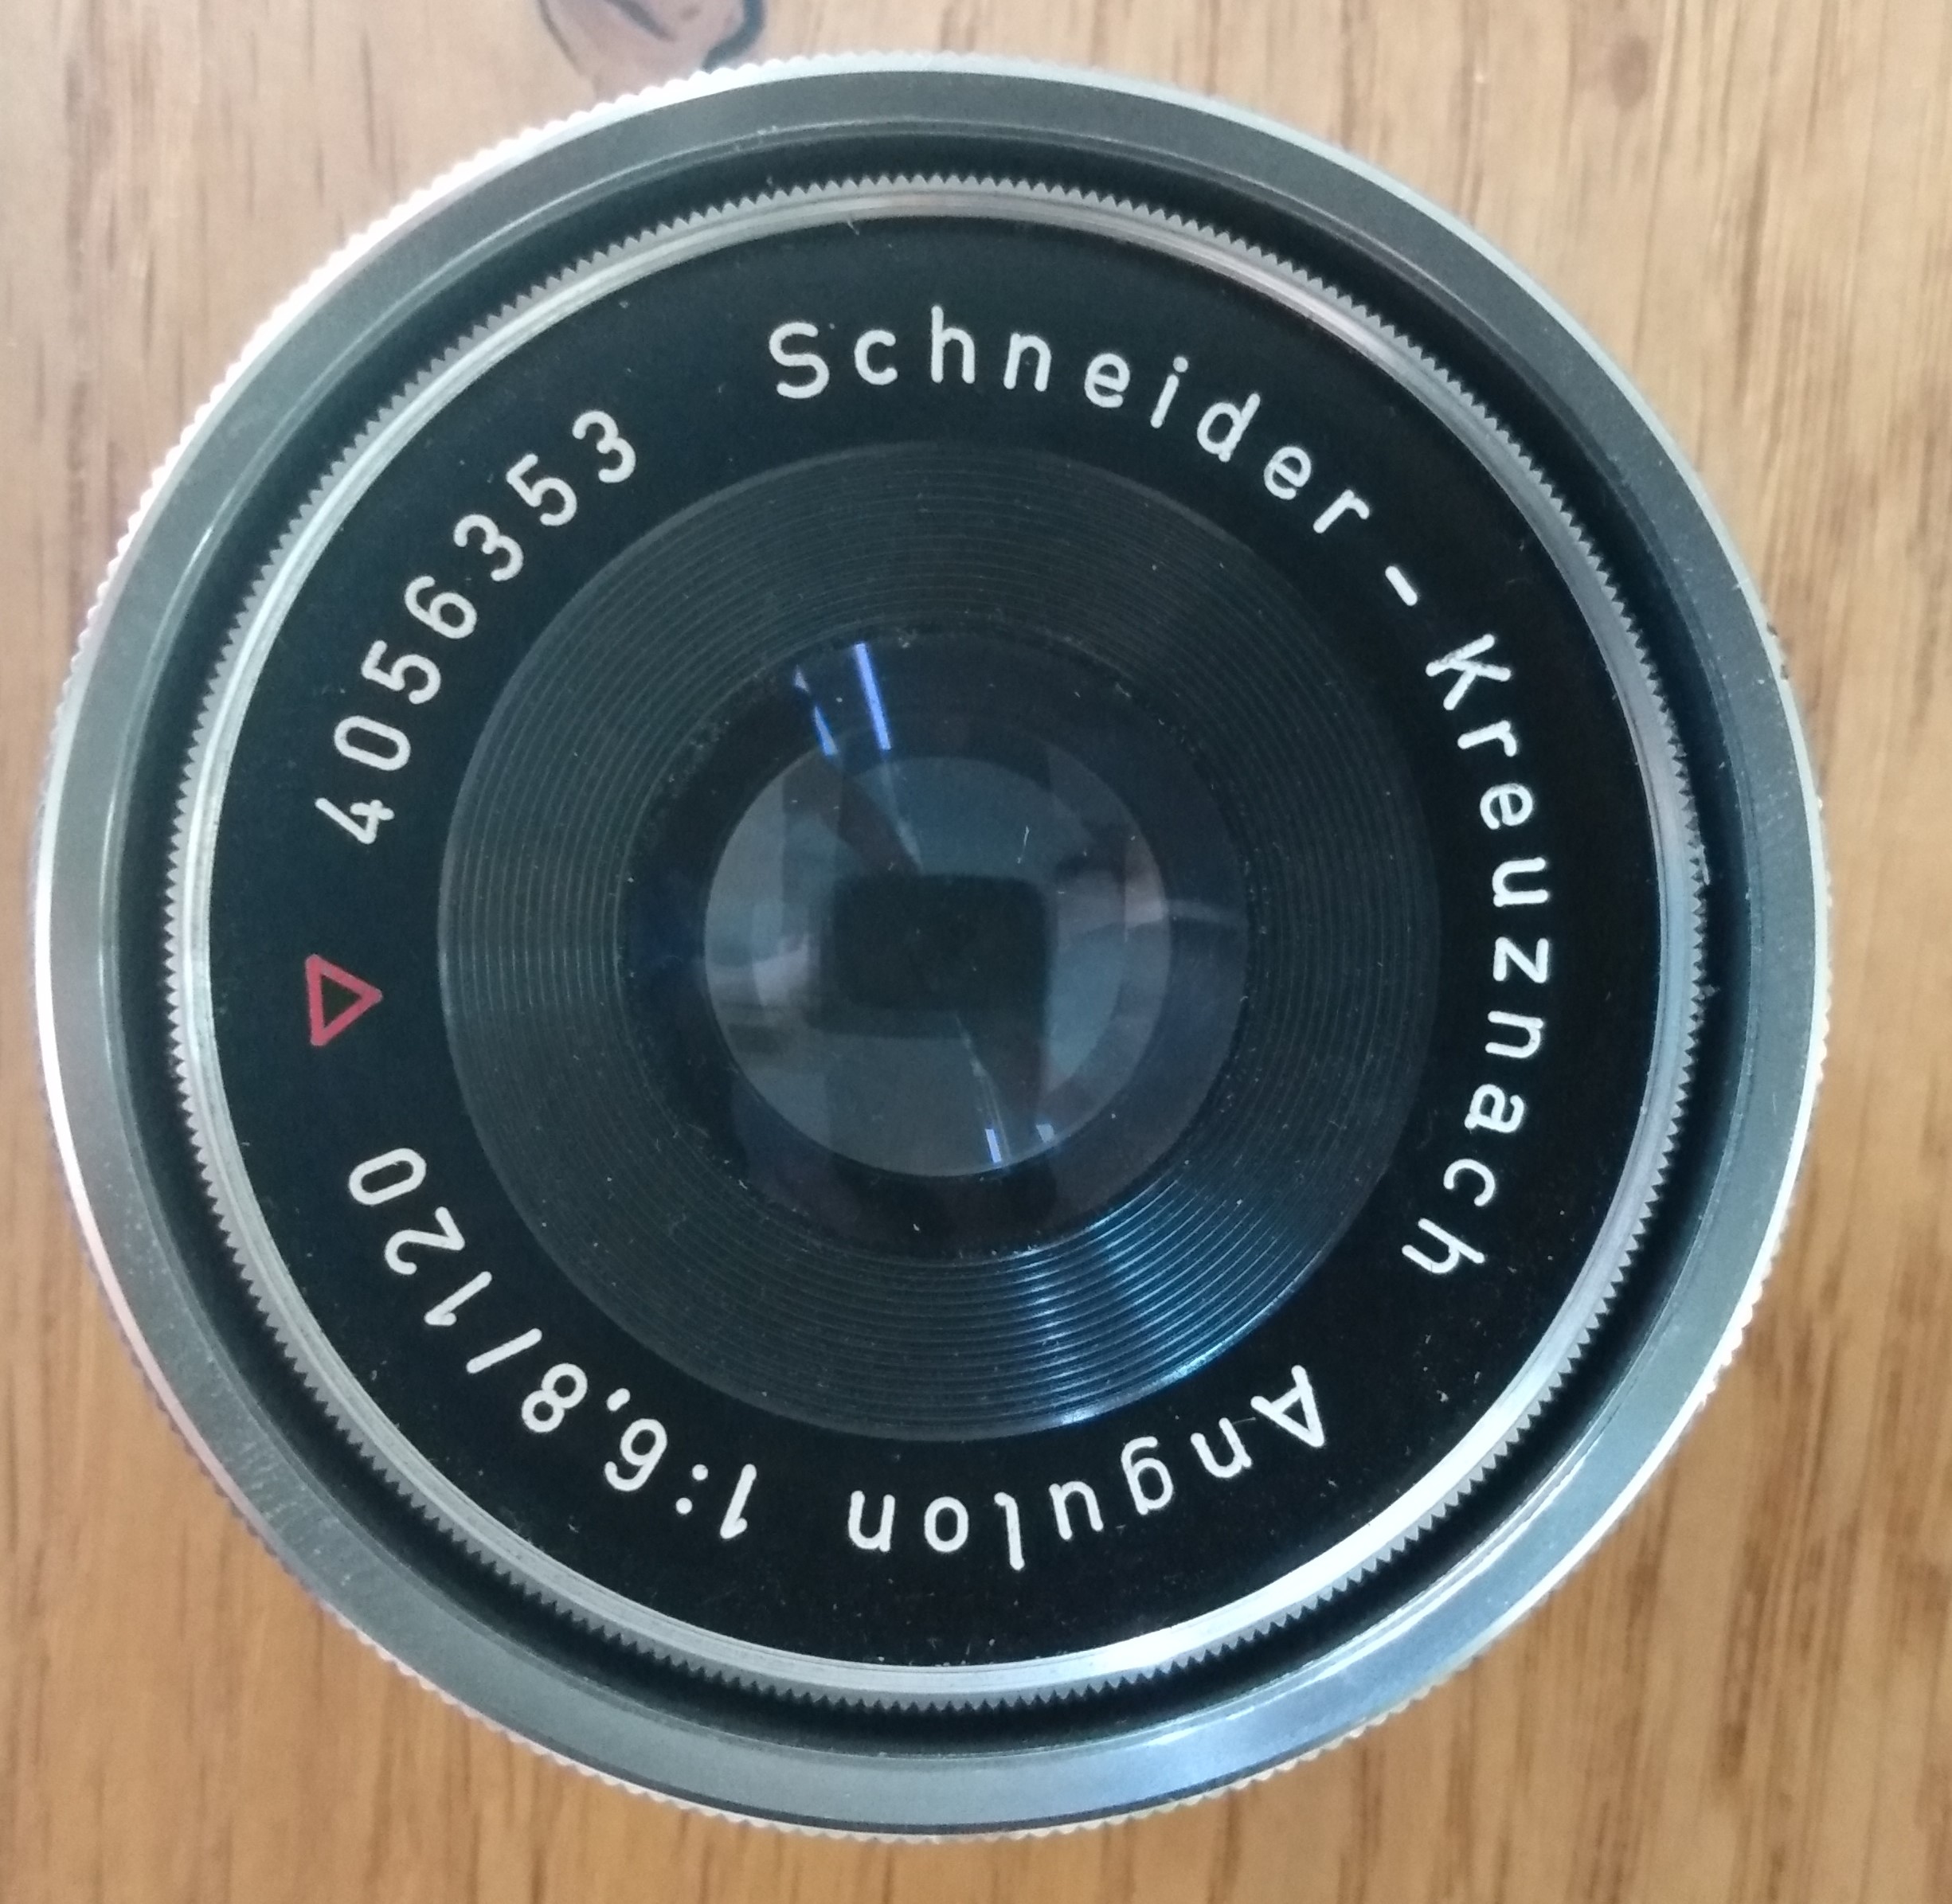 Schneider-Kreuznach Angulon 1:6,8/120 4056353